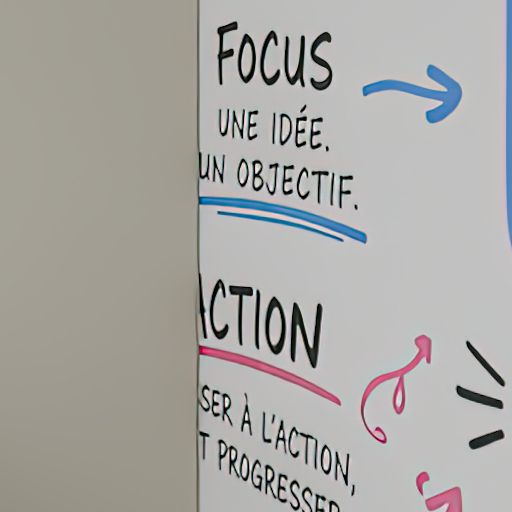 FOCUS
UNE IDÉE.
UN OBJECTIF.
ACTION
SER À L'ACTION,
T PROGRESSER